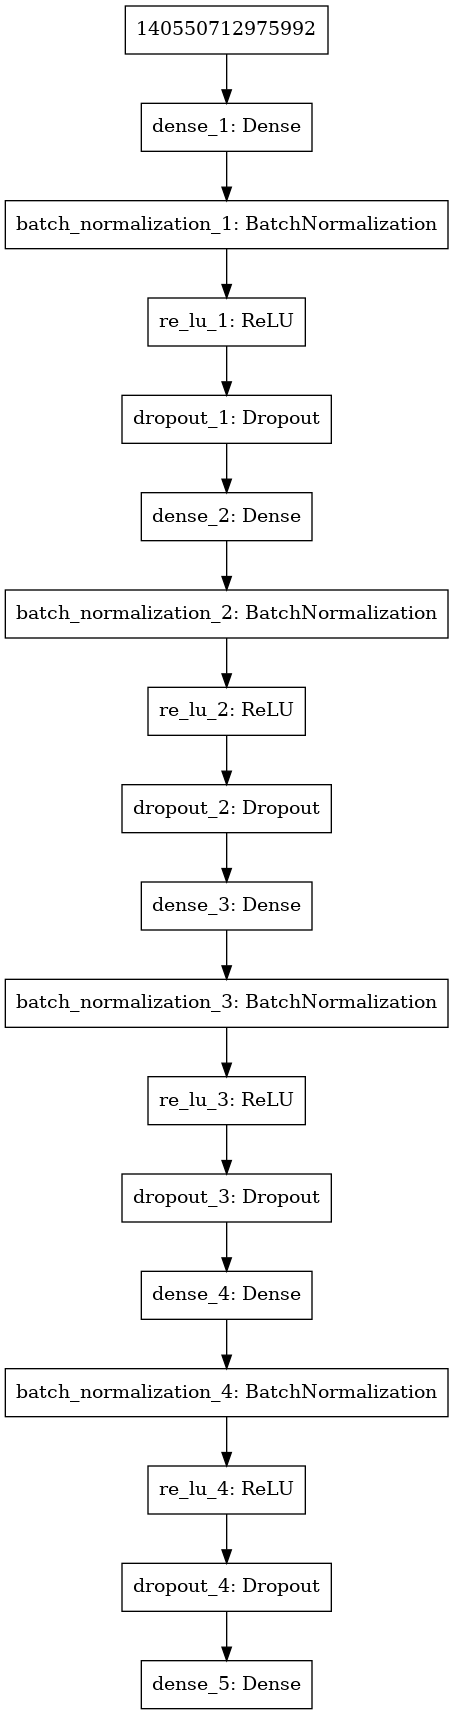 140550712975992
dense_1: Dense
batch_normalization_1: BatchNormalization
re_lu_1: ReLU
dropout_1: Dropout
dense_2: Dense
batch_normalization_2: BatchNormalization
re_lu_2: ReLU
dropout_2: Dropout
dense_3: Dense
batch_normalization_3: BatchNormalization
re_lu_3: ReLU
dropout_3: Dropout
dense_4: Dense
batch_normalization_4: BatchNormalization
re_lu_4: ReLU
dropout_4: Dropout
dense_5: Dense